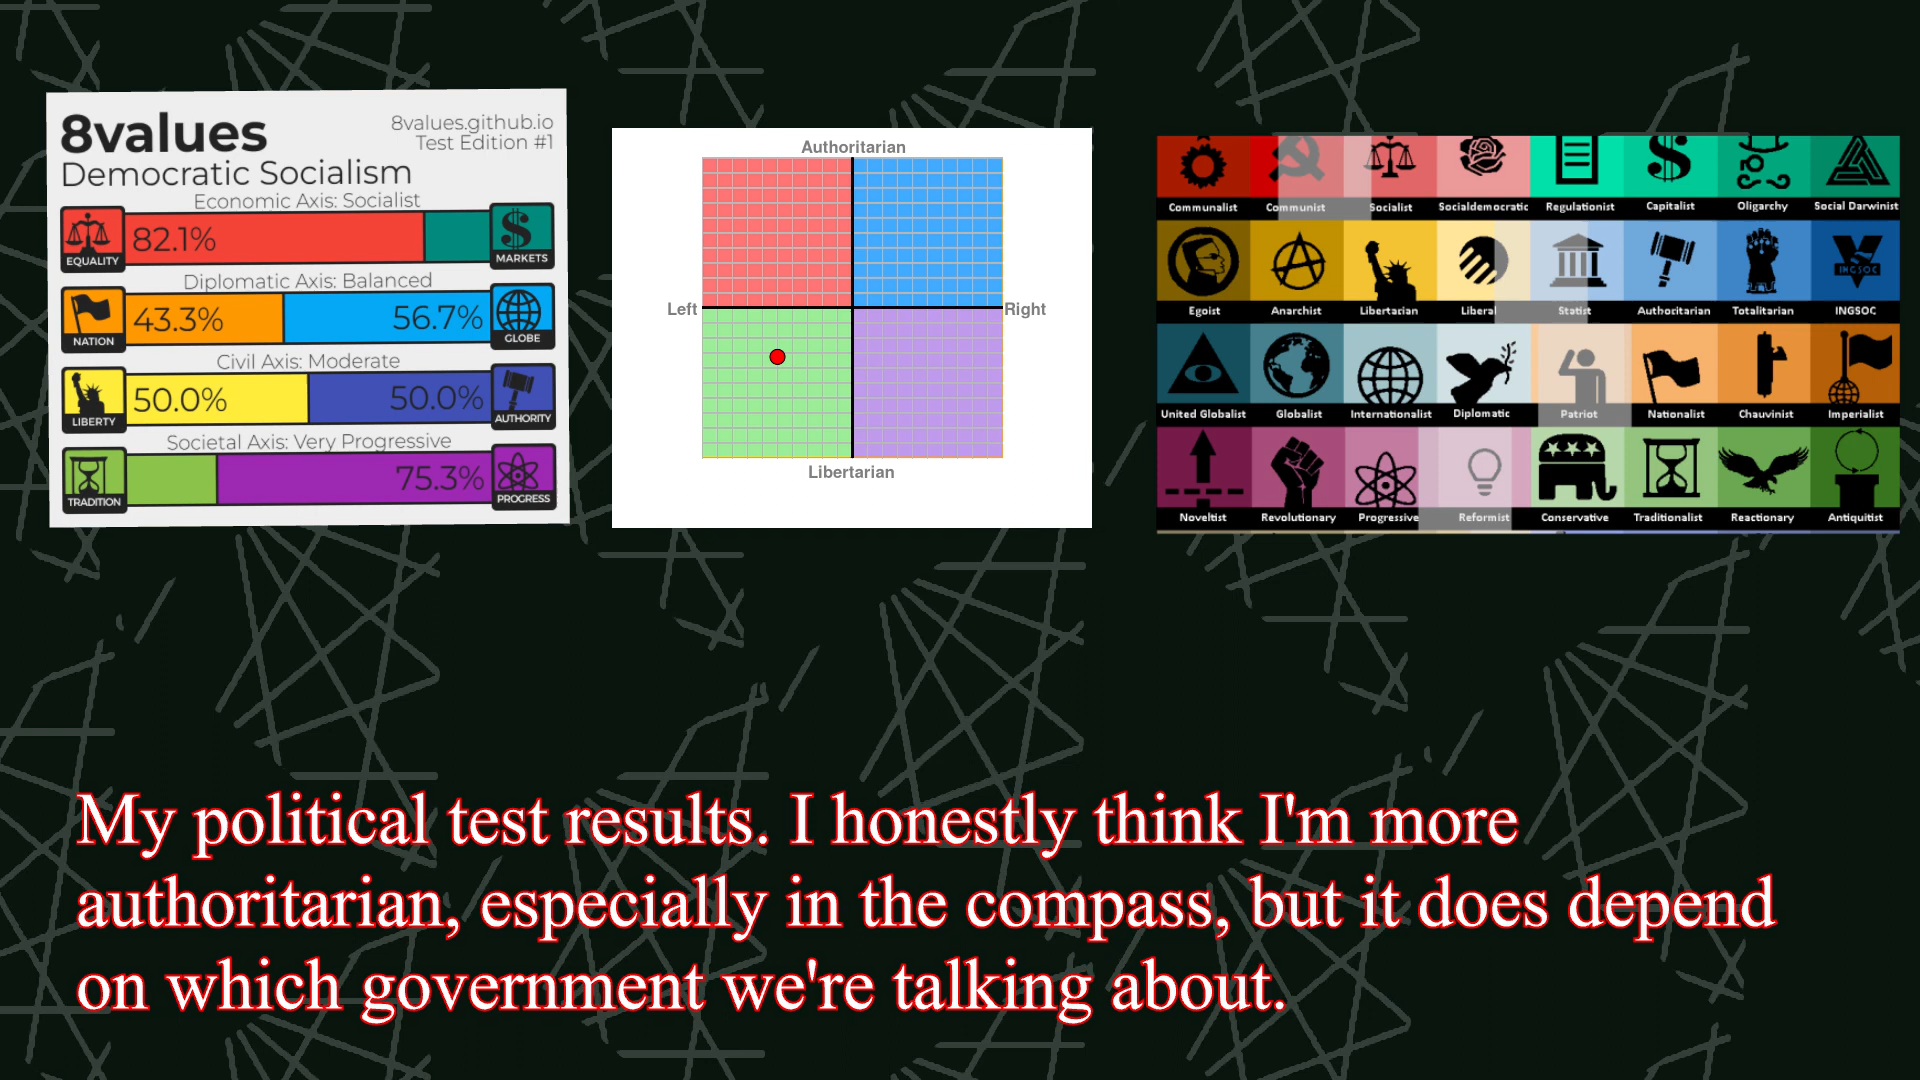 8values
8values.github.io
Test Edition #1
Democratic Socialism
Economic Axis: Socialist
EQUALITY
82.1%
MARKETS
Diplomatic Axis: Balanced
NATION
43.3%
56.7%
GLOBE
Civil Axis: Moderate
LIBERTY
50.0%
50.0%
AUTHORITY
Societal Axis: Very Progressive
TRADITION
75.3%
PROGRESS
Authoritarian
Left
Right
Libertarian
Communalist Communist Socialist Socialdemocratic Regulationist Capitalist Oligarchy Social Darwinist
INGSOC
Egoist Anarchist Libertarian Liberal Statist Authoritarian Totalitarian INGSOC
United Globalist Globalist Internationalist Diplomatic Patriot Nationalist Chauvinist Imperialist
Noveltist Revolutionary Progressive Reformist Conservative Traditionalist Reactionary Antiquitist
My political test results. I honestly think I'm more
authoritarian, especially in the compass, but it does depend
on which government we're talking about.